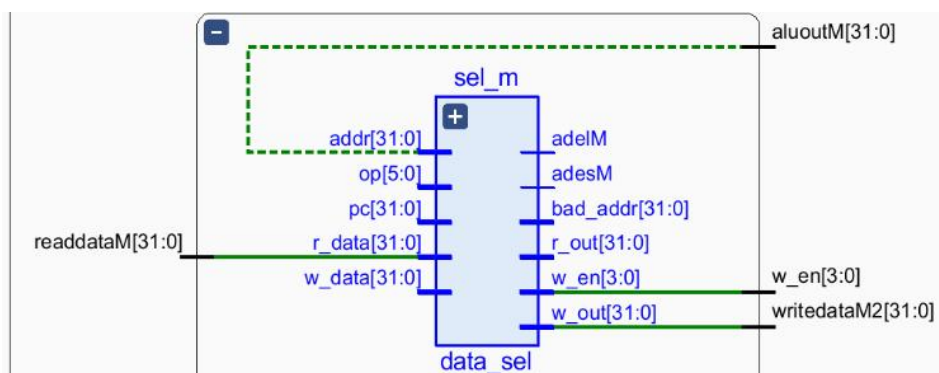 aluoutM[31:0]
sel_m
addr[31:0]
adelM
op[5:0]
adesM
pc[31:0]
bad_addr[31:0]
readdataM[31:0]
r_data[31:0]
r_out[31:0]
w_data[31:0]
w_en[3:0]
w_en[3:0]
w_out[31:0]
writedataM2[31:0]
data_sel